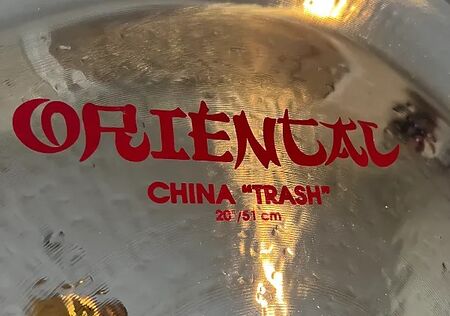 ORIENTAL
CHINA "TRASH"
20"/51 cm